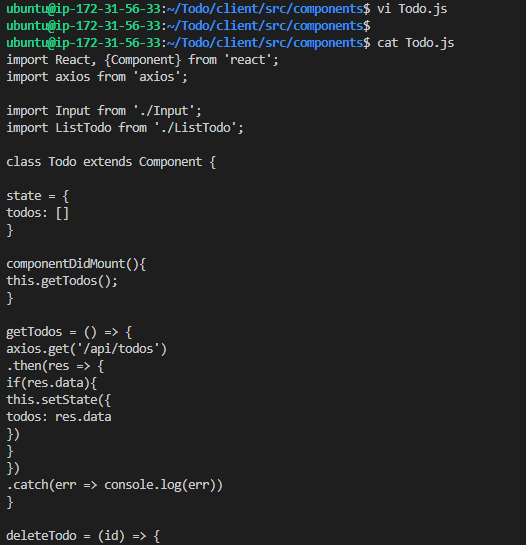 ubuntu@ip-172-31-56-33:~/Todo/client/src/components$ vi Todo.js
ubuntu@ip-172-31-56-33:~/Todo/client/src/components$
ubuntu@ip-172-31-56-33:~/Todo/client/src/components$ cat Todo.js
import React, {Component} from 'react';
import axios from 'axios';

import Input from './Input';
import ListTodo from './ListTodo';

class Todo extends Component {

state = {
todos: []
}

componentDidMount(){
this.getTodos();
}

getTodos = () => {
axios.get('/api/todos')
.then(res => {
if(res.data){
this.setState({
todos: res.data
})
}
})
.catch(err => console.log(err))
}

deleteTodo = (id) => {